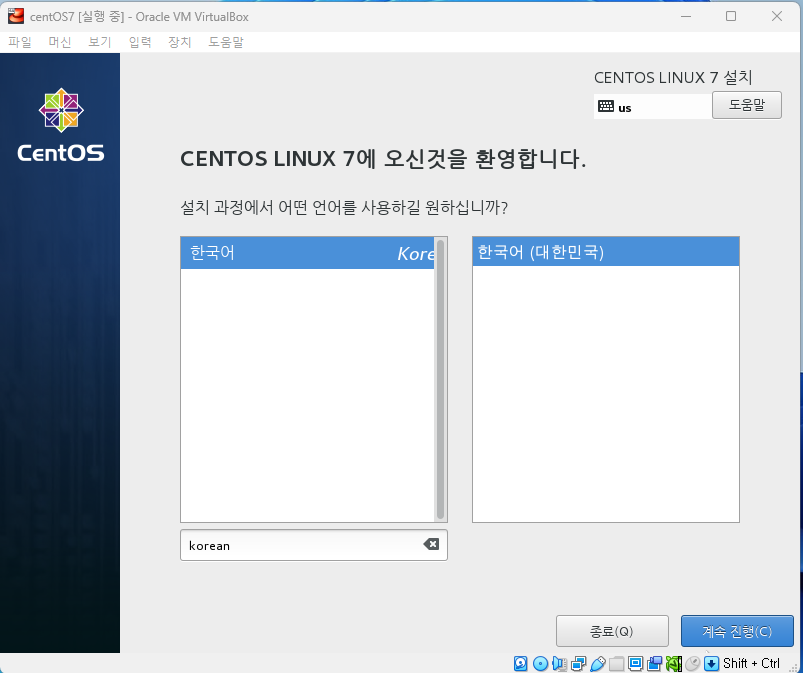 centOS7 [실행 중] - Oracle VM VirtualBox
파일 머신 보기 입력 장치 도움말
CentOS
CENTOS LINUX 7 설치
us 도움말
CENTOS LINUX 7에 오신것을 환영합니다.
설치 과정에서 어떤 언어를 사용하길 원하십니까?
한국어 Kore
한국어 (대한민국)
korean
종료(Q) 계속 진행(C)
Shift + Ctrl